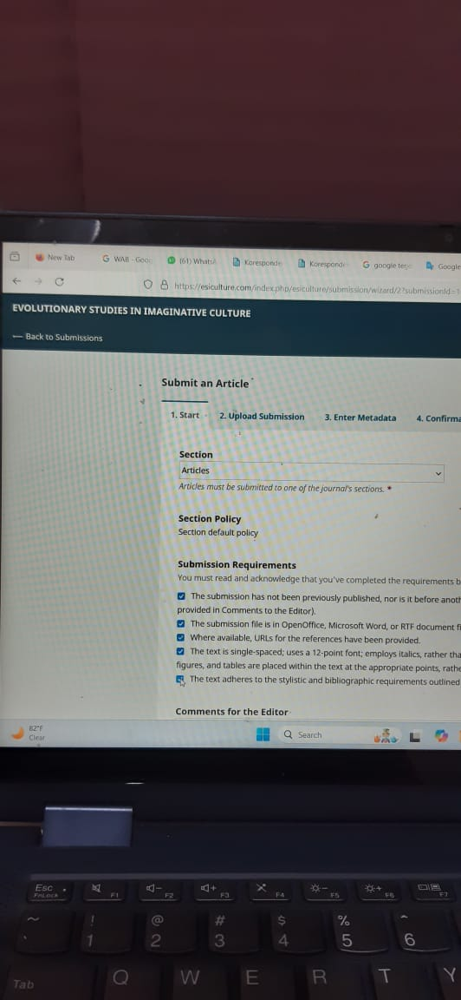 New Tab
G WAB - Goo
(61) WhatsA
Koresponde
Koresponde
G google ter
Google
https://esiculture.com/index.php/esiculture/submission/wizard/2?submissionId=1
EVOLUTIONARY STUDIES IN IMAGINATIVE CULTURE
← Back to Submissions
Submit an Article
1. Start
2. Upload Submission
3. Enter Metadata
4. Confirma
Section
Articles
Articles must be submitted to one of the journal's sections. *
Section Policy
Section default policy
Submission Requirements
You must read and acknowledge that you've completed the requirements b
The submission has not been previously published, nor is it before anoth
provided in Comments to the Editor).
The submission file is in OpenOffice, Microsoft Word, or RTF document fi
Where available, URLs for the references have been provided.
The text is single-spaced; uses a 12-point font; employs italics, rather tha
figures, and tables are placed within the text at the appropriate points, rathe
The text adheres to the stylistic and bibliographic requirements outlined
Comments for the Editor
82°F
Clear
Search
Esc
FnLock
F1
F2
F3
F4
F5
F6
F7
~ ! @ # $ % ^
` 1 2 3 4 5 6
Tab Q W E R T Y